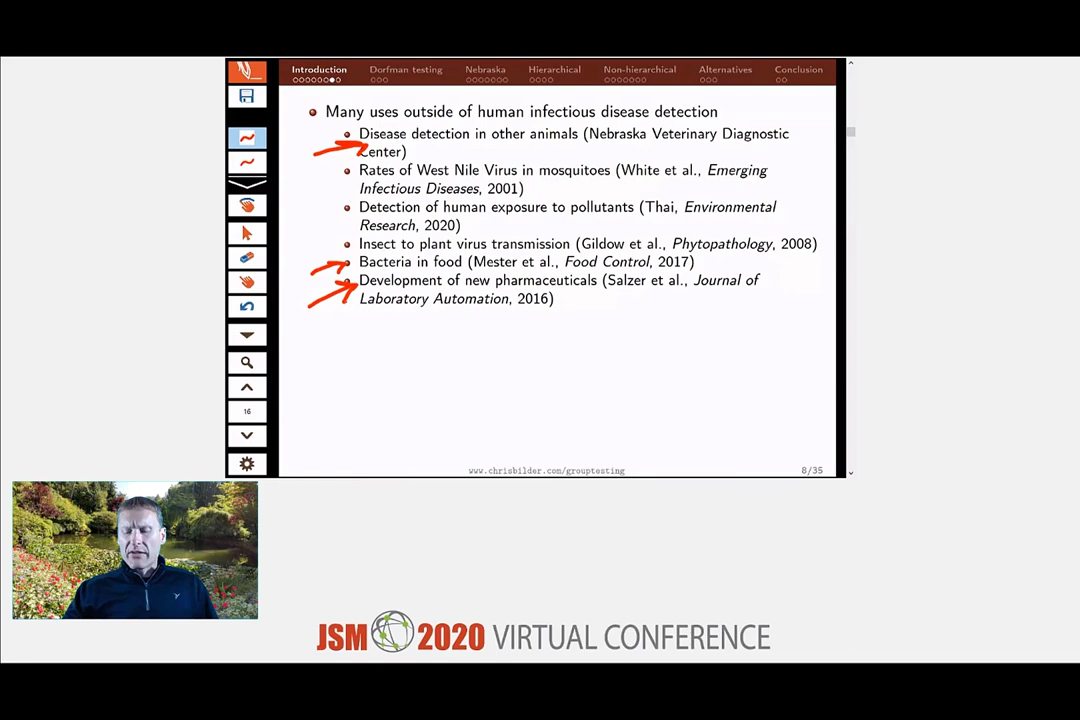 Introduction Dorfman testing Nebraska Hierarchical Non-hierarchical Alternatives Conclusion
Many uses outside of human infectious disease detection
Disease detection in other animals (Nebraska Veterinary Diagnostic
Center)
Rates of West Nile Virus in mosquitoes (White et al., Emerging
Infectious Diseases, 2001)
Detection of human exposure to pollutants (Thai, Environmental
Research, 2020)
Insect to plant virus transmission (Gildow et al., Phytopathology, 2008)
Bacteria in food (Mester et al., Food Control, 2017)
Development of new pharmaceuticals (Salzer et al., Journal of
Laboratory Automation, 2016)
16
www.chrisbilder.com/grouptesting 8/35
JSM 2020 VIRTUAL CONFERENCE